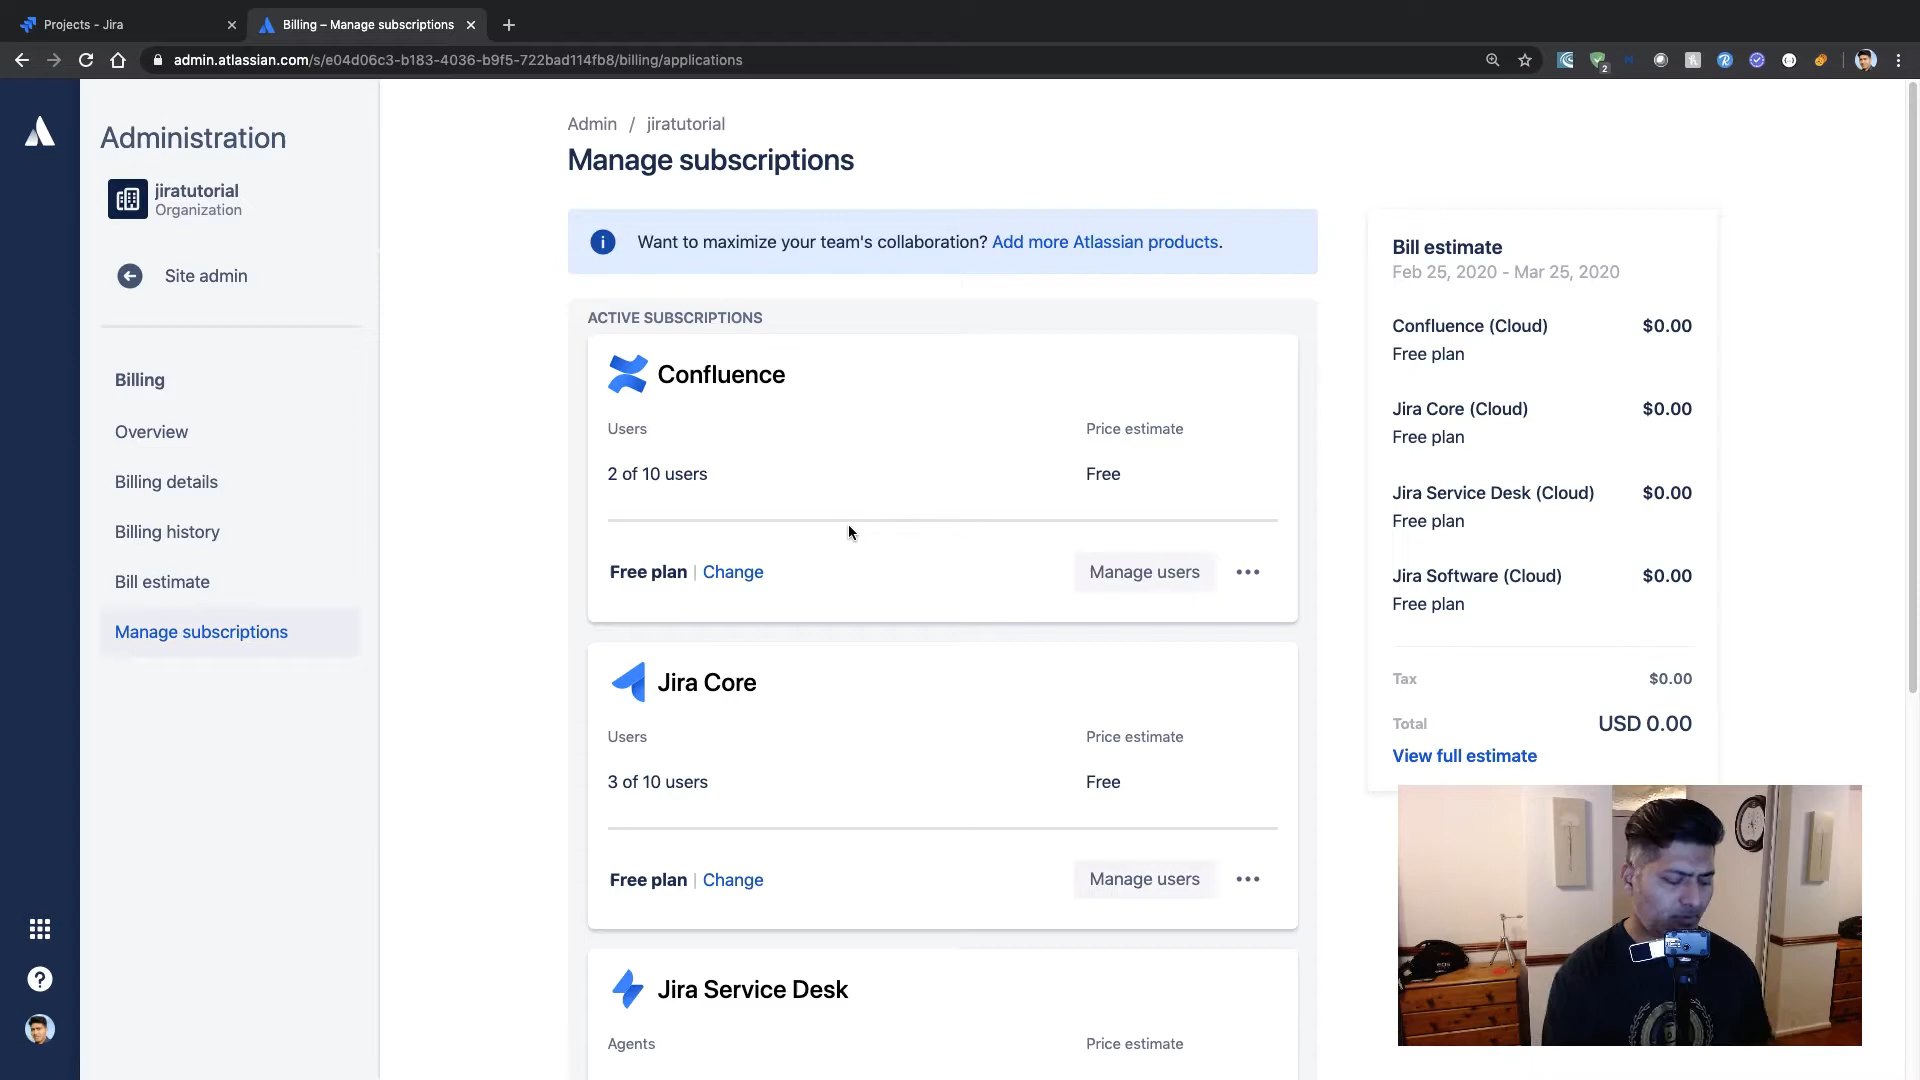 Projects - Jira
Billing – Manage subscriptions
admin.atlassian.com/s/e04d06c3-b183-4036-b9f5-722bad114fb8/billing/applications
2
Administration
jiratutorial
Organization
Site admin
Billing
Overview
Billing details
Billing history
Bill estimate
Manage subscriptions
Admin / jiratutorial
Manage subscriptions
Want to maximize your team's collaboration? Add more Atlassian products.
ACTIVE SUBSCRIPTIONS
Confluence
Users Price estimate
2 of 10 users Free
Free plan | Change Manage users
Jira Core
Users Price estimate
3 of 10 users Free
Free plan | Change Manage users
Jira Service Desk
Agents Price estimate
Bill estimate
Feb 25, 2020 - Mar 25, 2020
Confluence (Cloud) $0.00
Free plan
Jira Core (Cloud) $0.00
Free plan
Jira Service Desk (Cloud) $0.00
Free plan
Jira Software (Cloud) $0.00
Free plan
Tax $0.00
Total USD 0.00
View full estimate